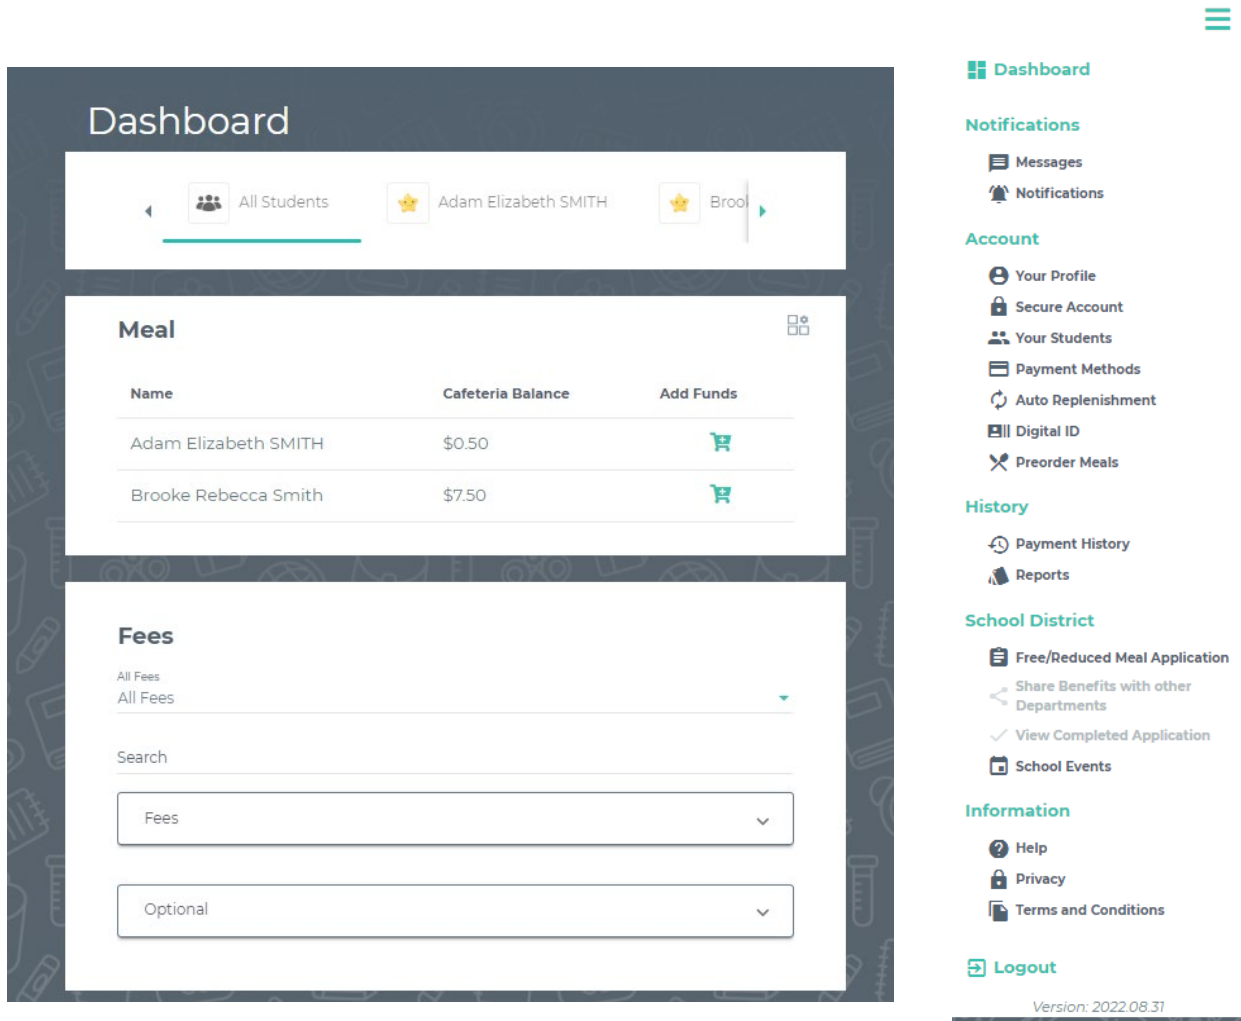 Dashboard
All Students
Adam Elizabeth SMITH
Meal
Name Cafeteria Balance Add Funds
Adam Elizabeth SMITH $0.50
Brooke Rebecca Smith $7.50
Fees
All Fees
All Fees
Search
Fees
Optional
Dashboard
Notifications
Messages
Notifications
Account
Your Profile
Secure Account
Your Students
Payment Methods
Auto Replenishment
Digital ID
Preorder Meals
History
Payment History
Reports
School District
Free/Reduced Meal Application
Share Benefits with other
Departments
View Completed Application
School Events
Information
Help
Privacy
Terms and Conditions
Logout
Version: 2022.08.31